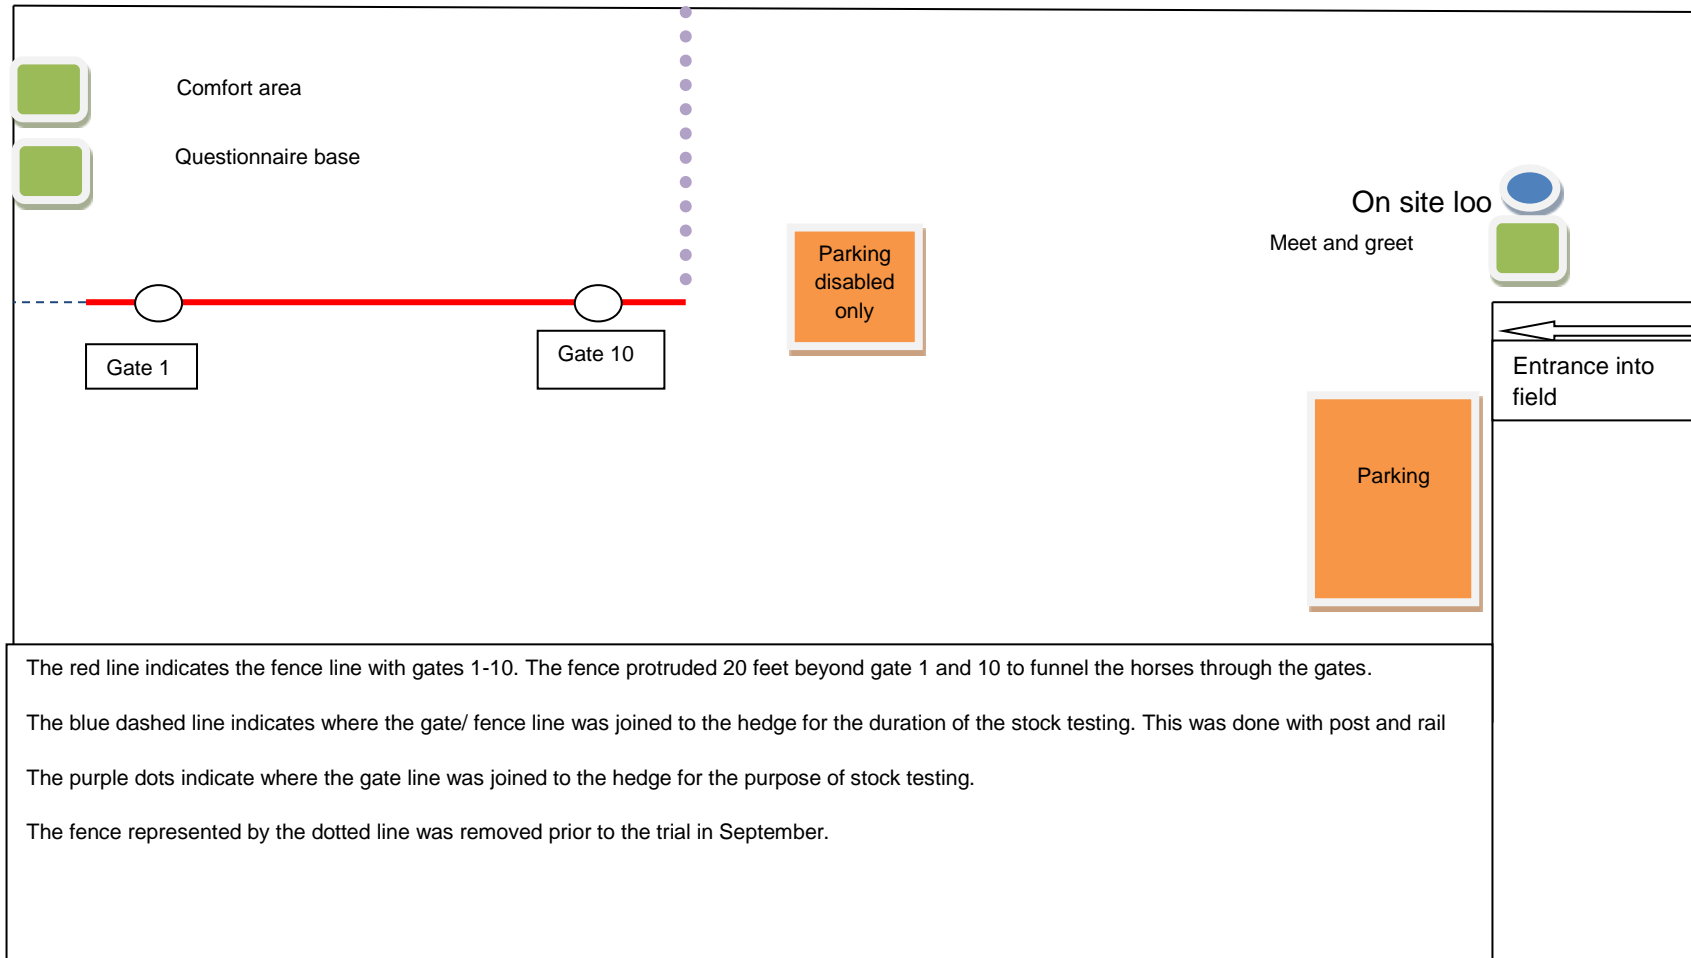 Comfort area
Questionnaire base
On site loo
Meet and greet
Parking
disabled
only
Gate 1
Gate 10
Entrance into
field
Parking
The red line indicates the fence line with gates 1-10. The fence protruded 20 feet beyond gate 1 and 10 to funnel the horses through the gates.
The blue dashed line indicates where the gate/ fence line was joined to the hedge for the duration of the stock testing. This was done with post and rail
The purple dots indicate where the gate line was joined to the hedge for the purpose of stock testing.
The fence represented by the dotted line was removed prior to the trial in September.